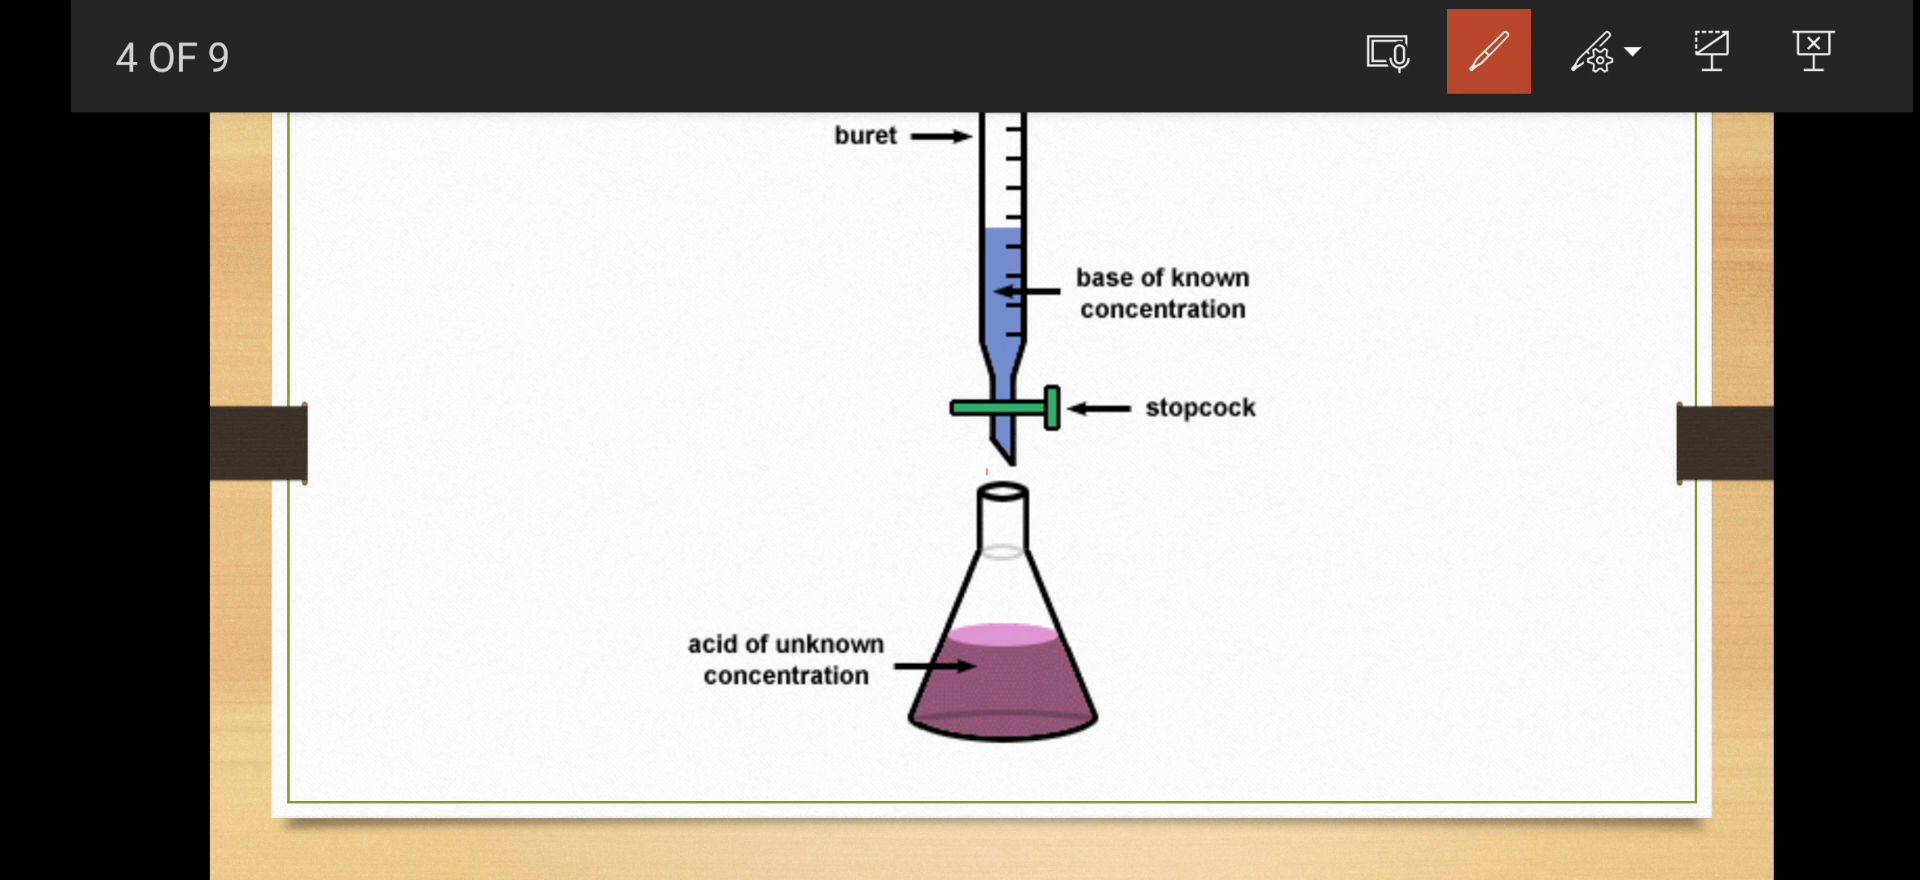 4 OF 9
buret
base of known
concentration
stopcock
acid of unknown
concentration